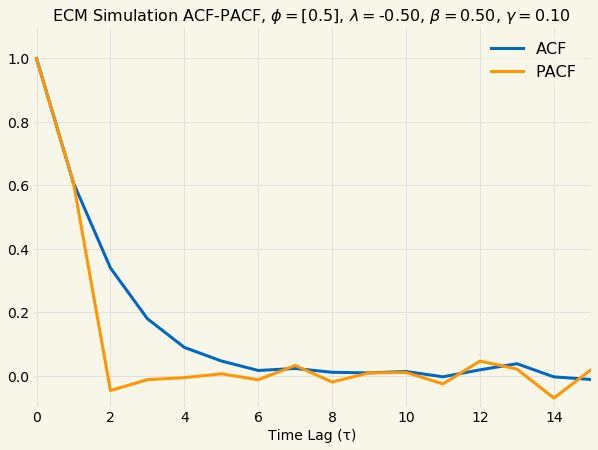 ECM Simulation ACF-PACF, ϕ = [0.5], λ = -0.50, β = 0.50, γ = 0.10
ACF
PACF
1.0
0.8
0.6
0.4
0.2
0.0
0 2 4 6 8 10 12 14
Time Lag (τ)